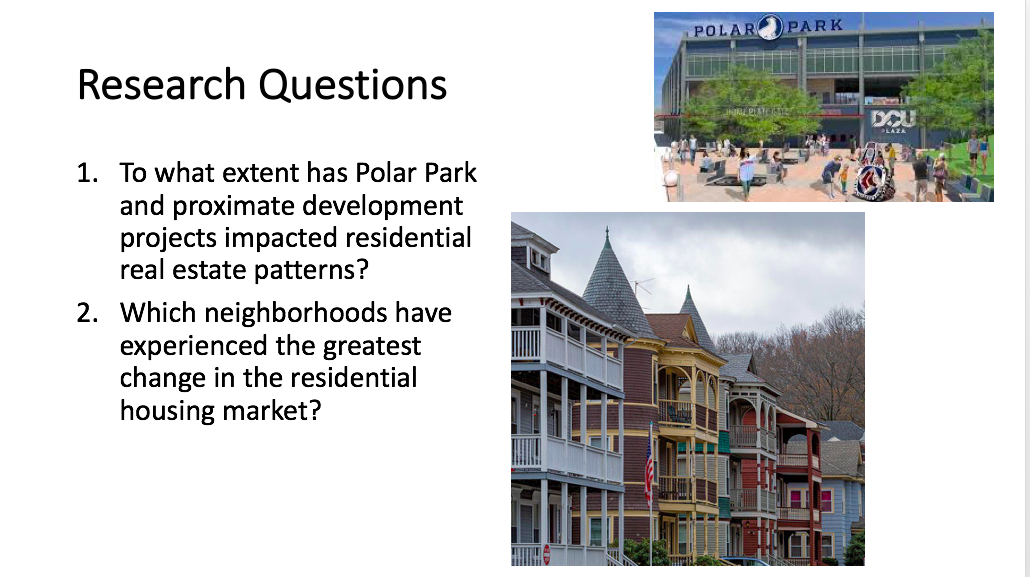 POLAR PARK
DCU
PLAZA
Research Questions
1. To what extent has Polar Park
and proximate development
projects impacted residential
real estate patterns?
2. Which neighborhoods have
experienced the greatest
change in the residential
housing market?